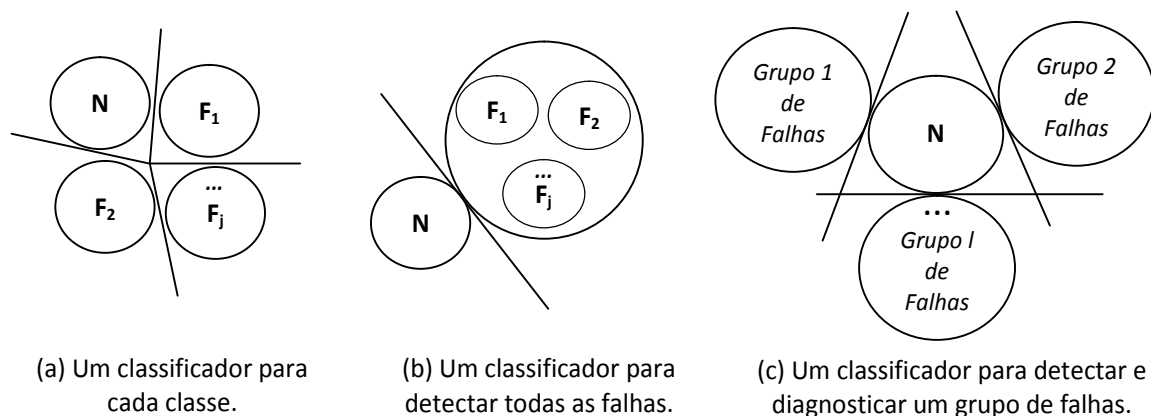 N
F1
F2
...
Fj
(a) Um classificador para
cada classe.
F1
F2
...
Fj
N
(b) Um classificador para
detectar todas as falhas.
Grupo 1
de
Falhas
Grupo 2
de
Falhas
N
...
Grupo l
de
Falhas
(c) Um classificador para detectar e
diagnosticar um grupo de falhas.